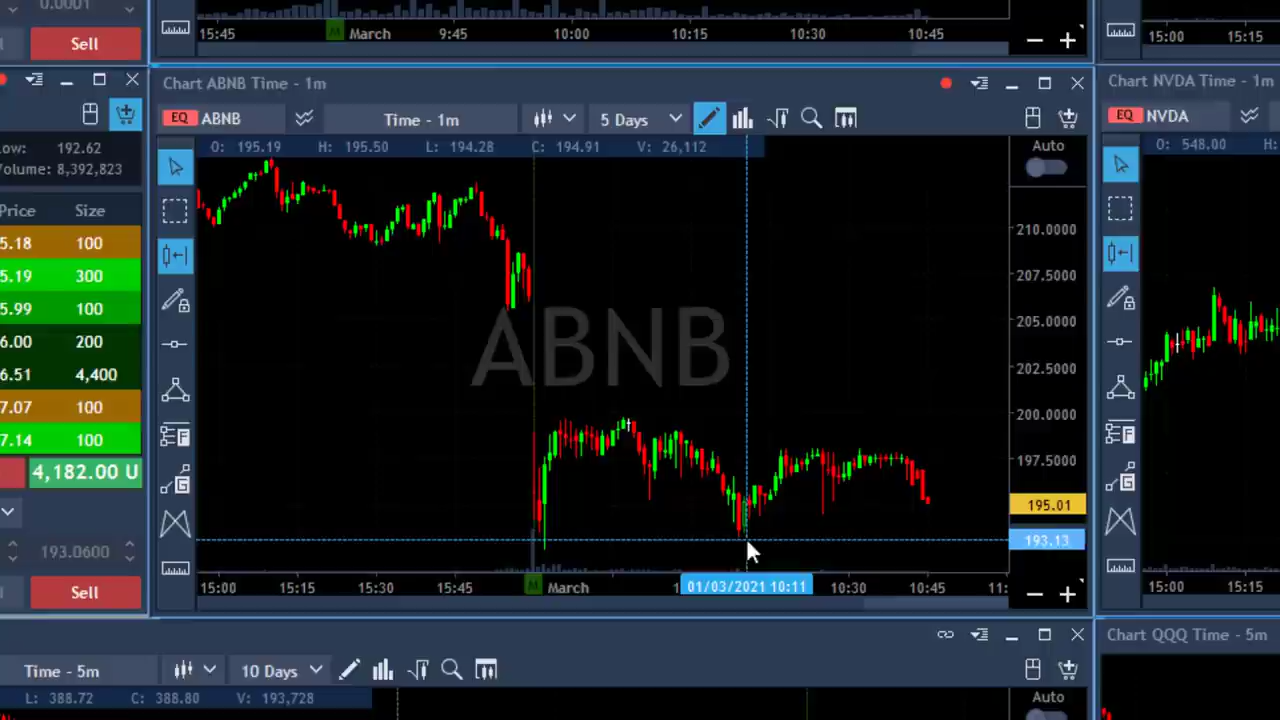 0.0001
Sell
15:45 M March 9:45 10:00 10:15 10:30 10:45
15:00 15:15
Low: 192.62
Volume: 8,392,823
Price Size
5.18 100
5.19 300
5.99 100
6.00 200
6.51 4,400
7.07 100
7.14 100
4,182.00 U
193.0600
Sell
Chart ABNB Time - 1m
EQ ABNB Time - 1m 5 Days
O: 195.19 H: 195.50 L: 194.28 C: 194.91 V: 26,112
Auto
ABNB
210.0000
207.5000
205.0000
202.5000
200.0000
197.5000
195.01
193.13
15:00 15:15 15:30 15:45 M March 01/03/2021 10:11 10:30 10:45 11:
Chart NVDA Time - 1m
EQ NVDA
O: 548.00 H:
15:00 15:15
Time - 5m 10 Days
L: 388.72 C: 388.80 V: 193,728
Auto
Chart QQQ Time - 5m